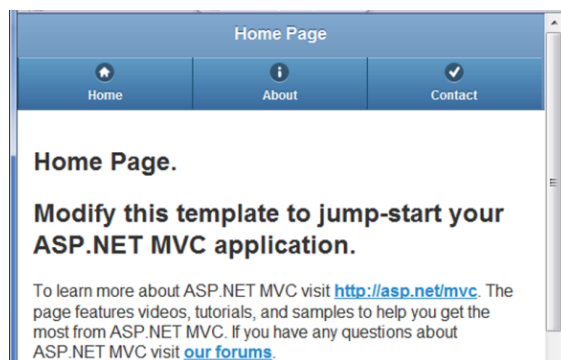 Home Page
Home About Contact
Home Page.
Modify this template to jump-start your
ASP.NET MVC application.
To learn more about ASP.NET MVC visit http://asp.net/mvc. The
page features videos, tutorials, and samples to help you get the
most from ASP.NET MVC. If you have any questions about
ASP.NET MVC visit our forums.